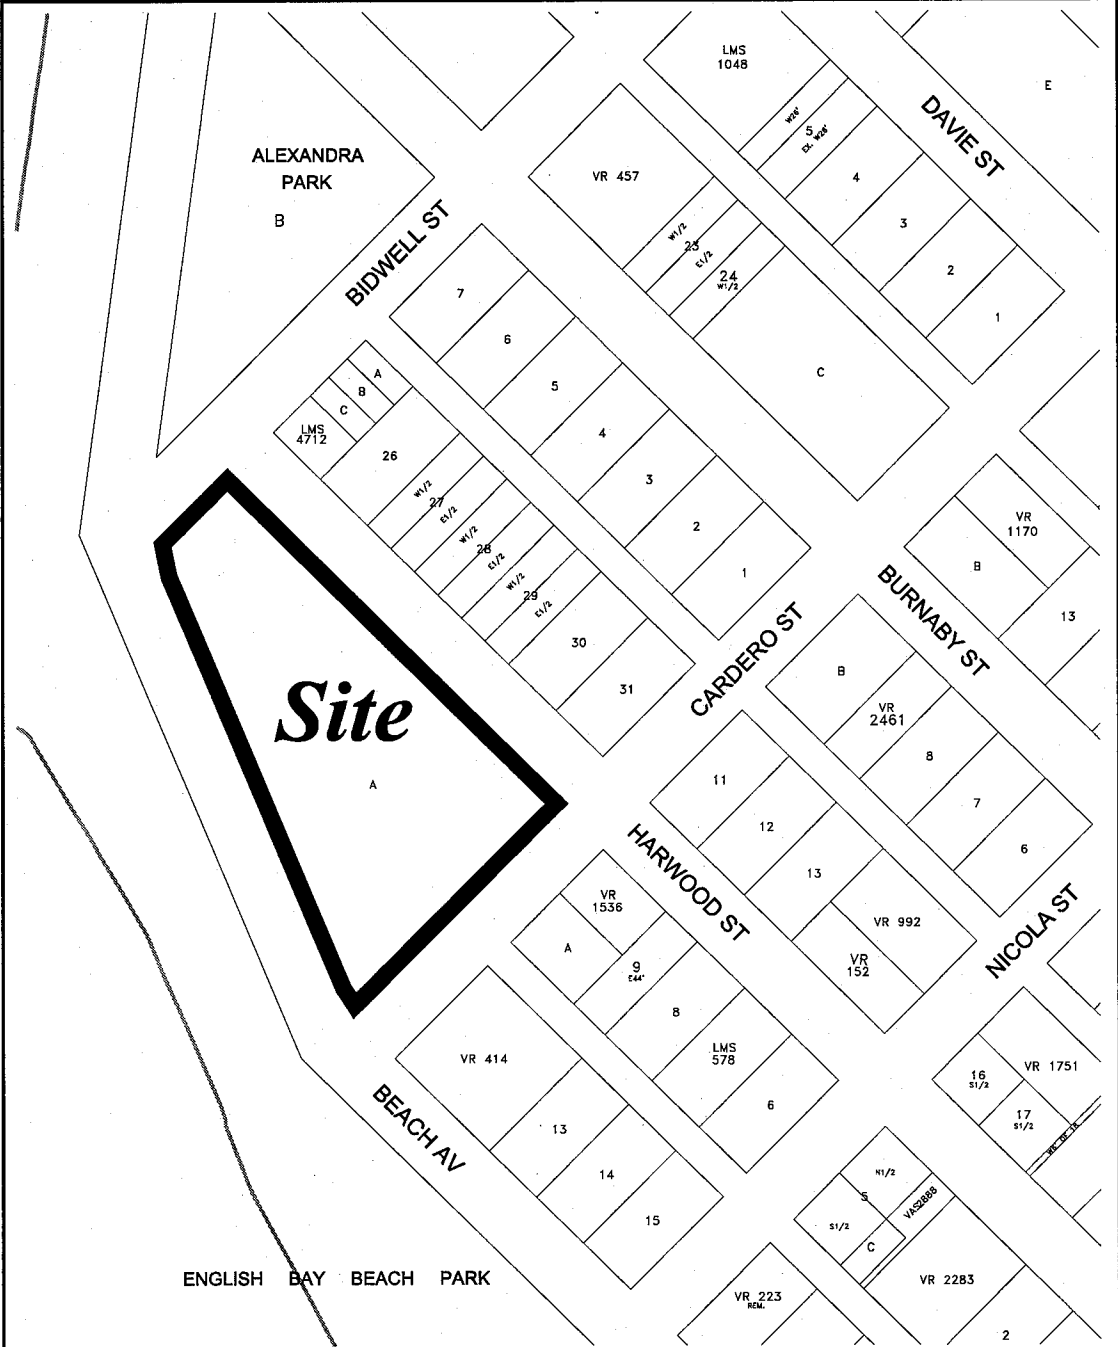 LMS
1048
E
DAVIE ST
W26'
5
EX. W26'
4
3
2
1
ALEXANDRA
PARK
B
VR 457
W1/2
23
E1/2
24
W1/2
C
BIDWELL ST
7
6
5
4
3
2
1
A
B
C
LMS
4712
26
W1/2
27
E1/2
W1/2
28
E1/2
W1/2
29
E1/2
30
31
VR
1170
B
13
BURNABY ST
CARDERO ST
Site
A
B
VR
2461
8
7
6
11
12
13
VR 992
VR
152
HARWOOD ST
NICOLA ST
VR
1536
A
9
E44'
8
LMS
578
6
VR 414
13
14
15
BEACH AV
16
S1/2
VR 1751
17
S1/2
N1/2
5
S1/2
VAS2888
C
VR 2283
2
VR 223
REM.
ENGLISH BAY BEACH PARK